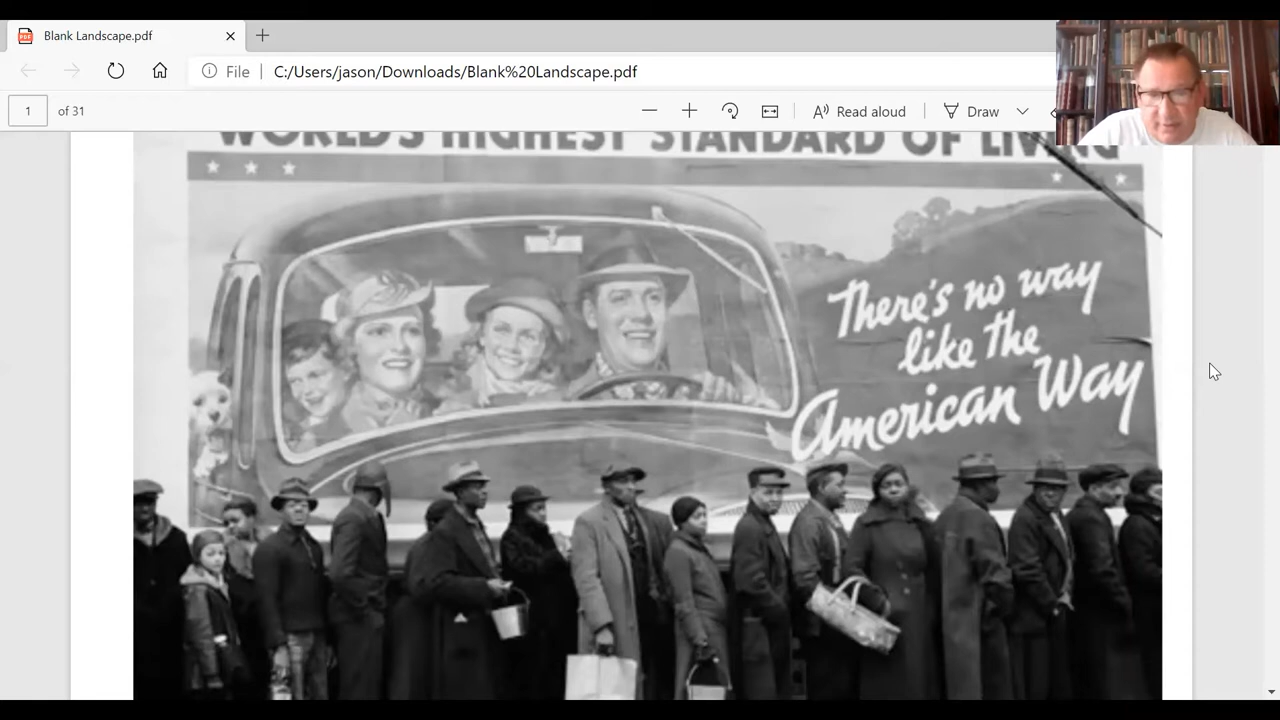 Blank Landscape.pdf
File
C:/Users/jason/Downloads/Blank%20Landscape.pdf
1
of 31
Read aloud
Draw
WORLD'S HIGHEST STANDARD OF LIVING
There's no way
like the
American Way